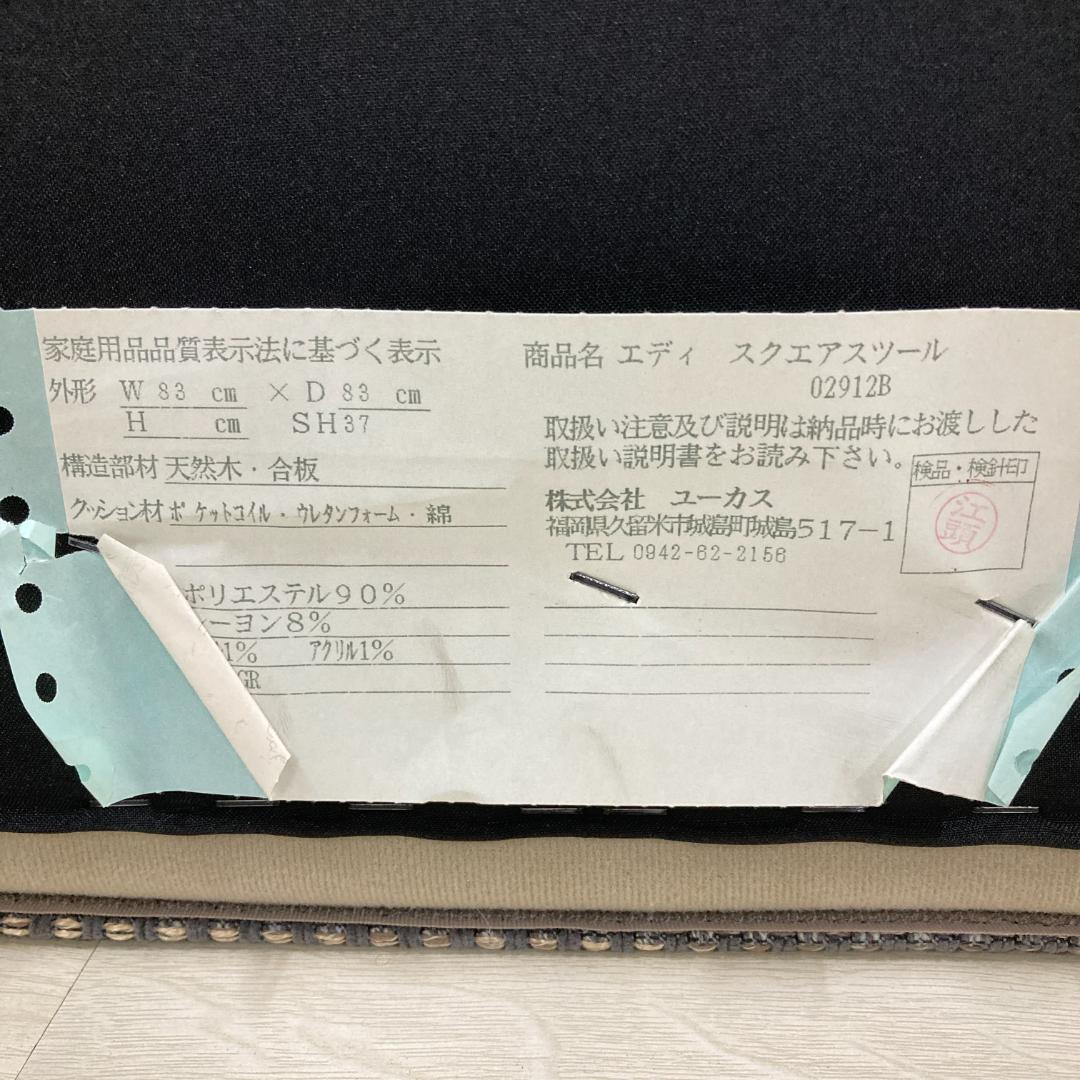 家庭用品品質表示法に基づく表示
外形 W 83 cm × D 83 cm
H cm SH37
構造部材 天然木・合板
クッション材 ポケットコイル・ウレタンフォーム・綿
ポリエステル90%
ーヨン8%
1% アクリル1%
GR
商品名 エディ スクエアスツール
02912B
取扱い注意及び説明は納品時にお渡しした
取扱い説明書をお読み下さい。
検品・検針印
江頭
株式会社 ユーカス
福岡県久留米市城島町城島517-1
TEL 0942-62-2156